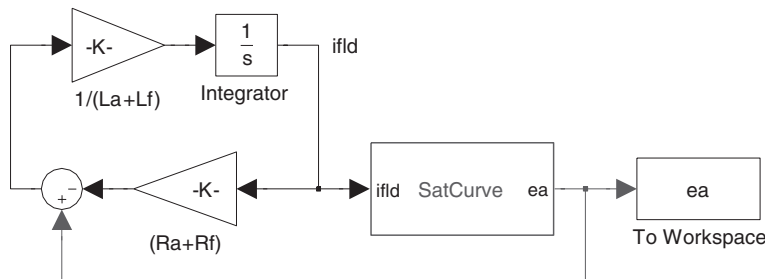 -K-
1
s
ifld
Integrator
1/(La+Lf)
−
+
-K-
(Ra+Rf)
ifld SatCurve ea
ea
To Workspace